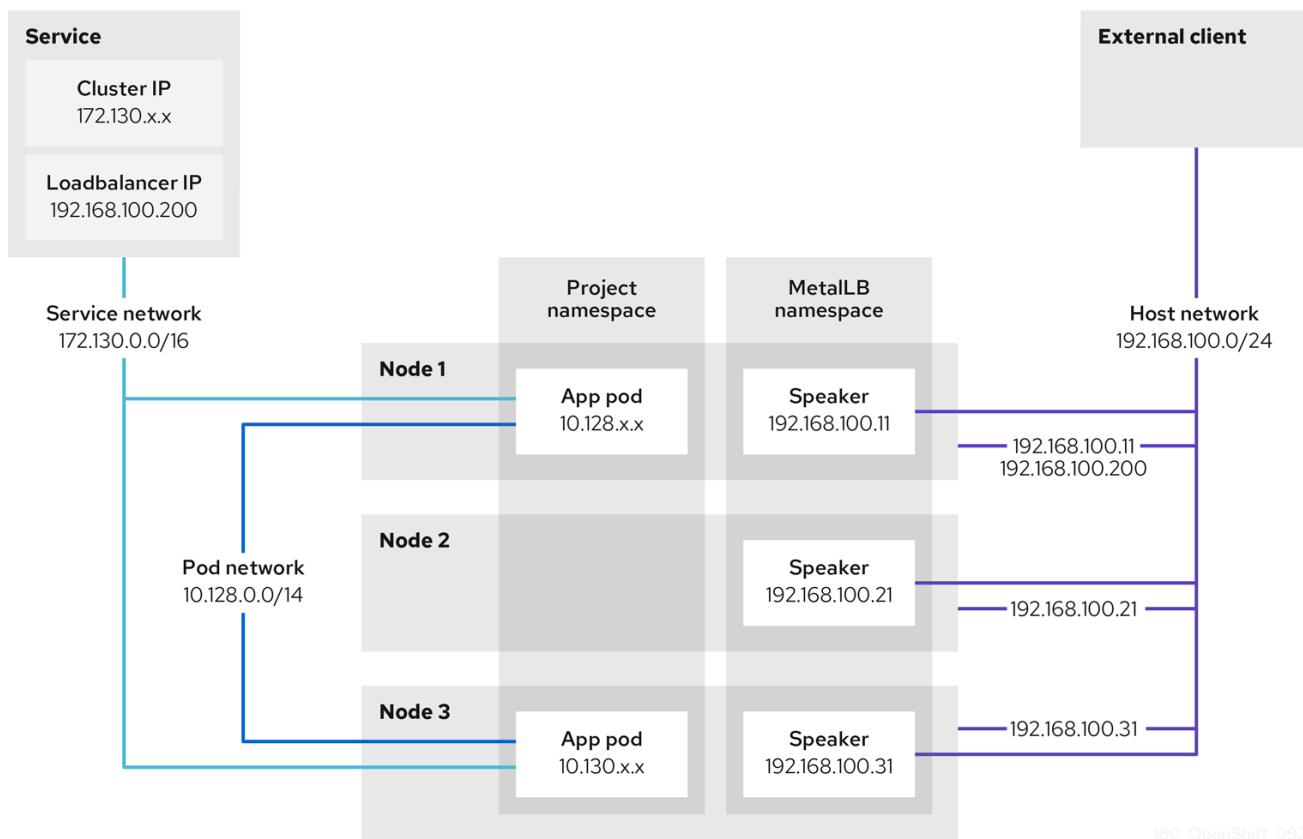 Service
Cluster IP
172.130.x.x
Loadbalancer IP
192.168.100.200
External client
Service network
172.130.0.0/16
Project
namespace
MetalLB
namespace
Host network
192.168.100.0/24
Node 1
App pod
10.128.x.x
Speaker
192.168.100.11
192.168.100.11
192.168.100.200
Pod network
10.128.0.0/14
Node 2
Speaker
192.168.100.21
192.168.100.21
Node 3
App pod
10.130.x.x
Speaker
192.168.100.31
192.168.100.31
180_OpenShift_09